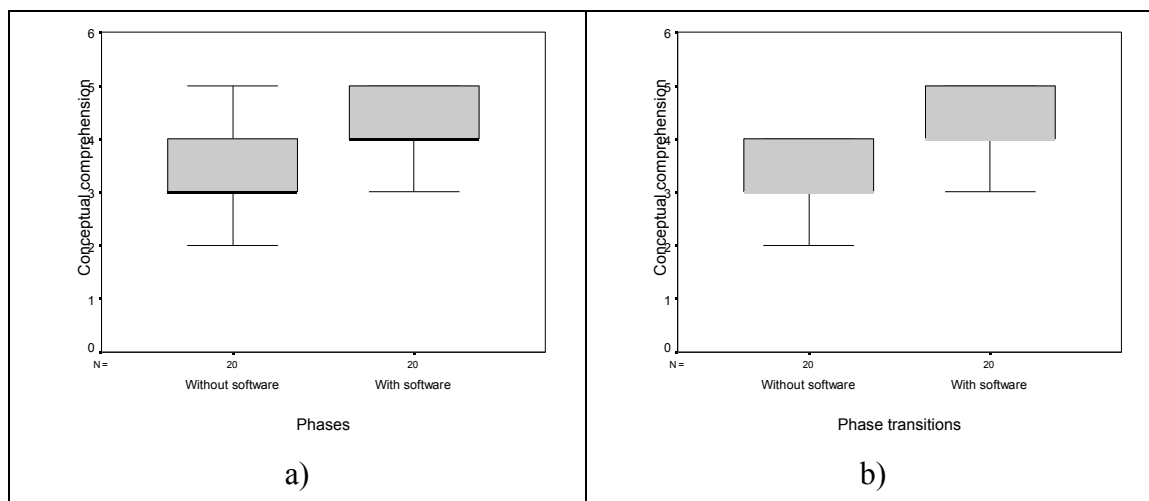 Conceptual comprehension
6
5
4
3
2
1
0
N = 20 20
Without software With software
Phases
a)
Conceptual comprehension
6
5
4
3
2
1
0
N = 20 20
Without software With software
Phase transitions
b)